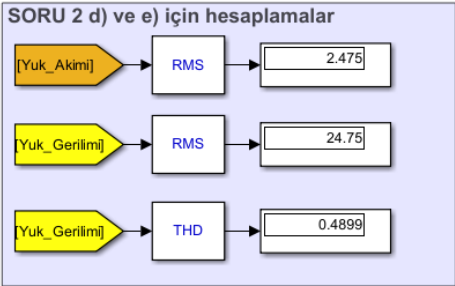 SORU 2 d) ve e) için hesaplamalar
[Yuk_Akimi] RMS 2.475
[Yuk_Gerilimi] RMS 24.75
[Yuk_Gerilimi] THD 0.4899